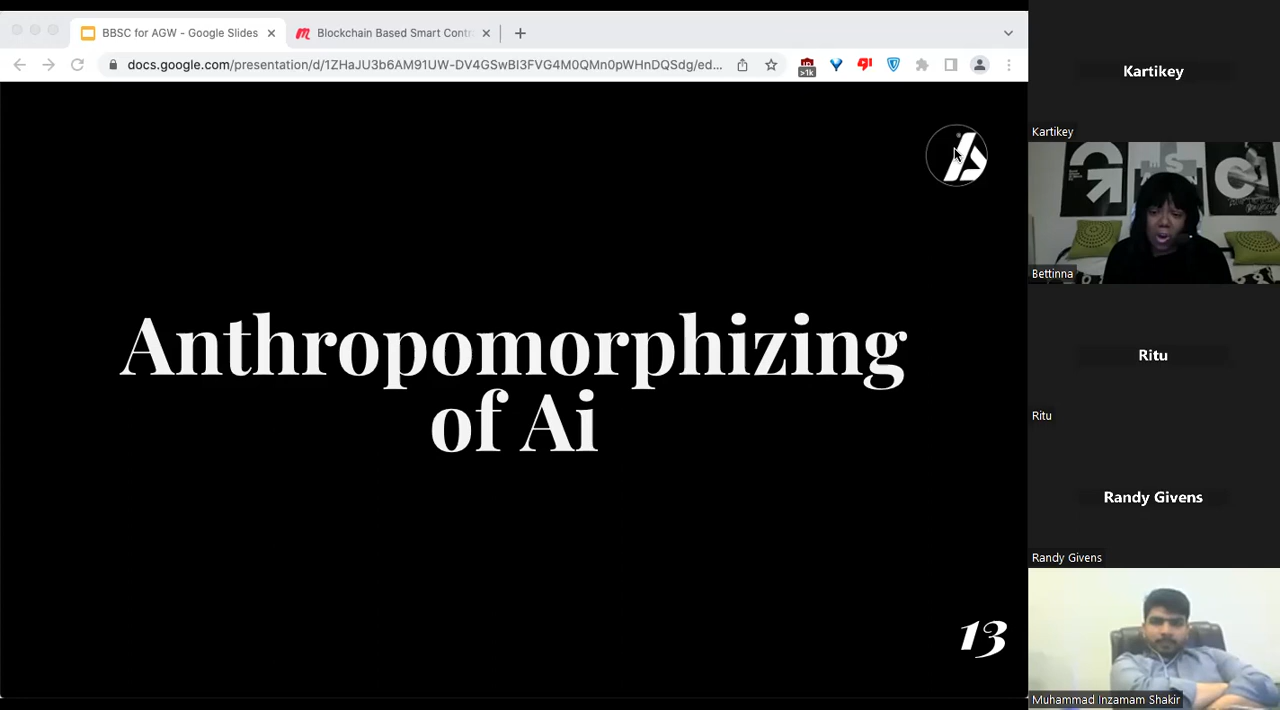 BBSC for AGW - Google Slides
Blockchain Based Smart Contr
docs.google.com/presentation/d/1ZHaJU3b6AM91UW-DV4GSwBI3FVG4M0QMn0pWHnDQSdg/ed...
>1k
Anthropomorphizing
of Ai
13
Kartikey
Kartikey
Bettinna
Ritu
Ritu
Randy Givens
Randy Givens
Muhammad Inzamam Shakir